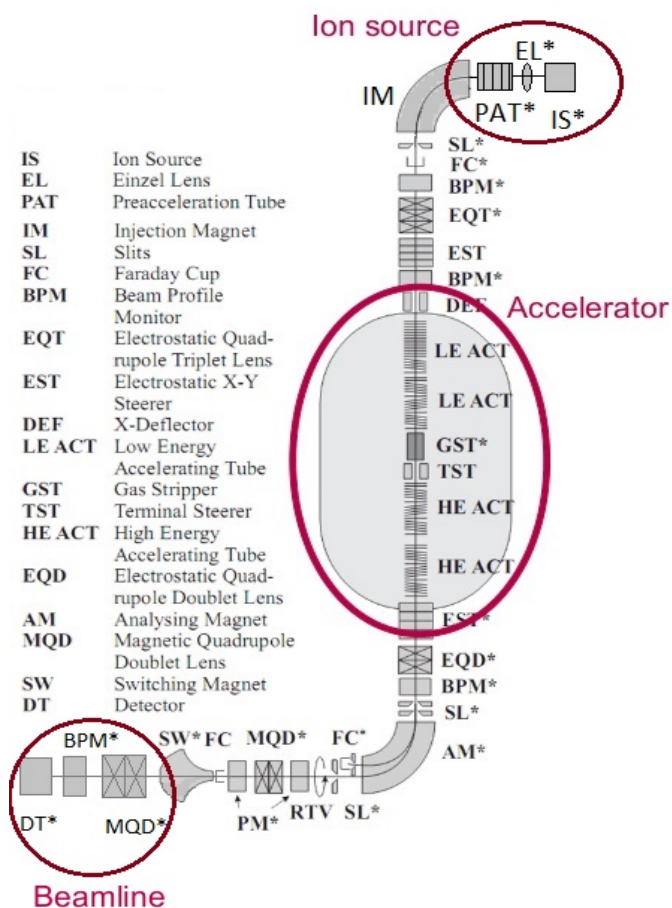 Ion source
EL*
IM
PAT*
IS*
SL*
FC*
BPM*
EQT*
EST
BPM*
DEF
Accelerator
LE ACT
LE ACT
GST*
TST
HE ACT
HE ACT
EST*
EQD*
BPM*
SL*
AM*
IS Ion Source
EL Einzel Lens
PAT Preacceleration Tube
IM Injection Magnet
SL Slits
FC Faraday Cup
BPM Beam Profile
Monitor
EQT Electrostatic Quad-
rupole Triplet Lens
EST Electrostatic X-Y
Steerer
DEF X-Deflector
LE ACT Low Energy
Accelerating Tube
GST Gas Stripper
TST Terminal Steerer
HE ACT High Energy
Accelerating Tube
EQD Electrostatic Quad-
rupole Doublet Lens
AM Analysing Magnet
MQD Magnetic Quadrupole
Doublet Lens
SW Switching Magnet
DT Detector
BPM*
SW*
FC
MQD*
FC*
DT*
MQD*
PM*
RTV
SL*
Beamline